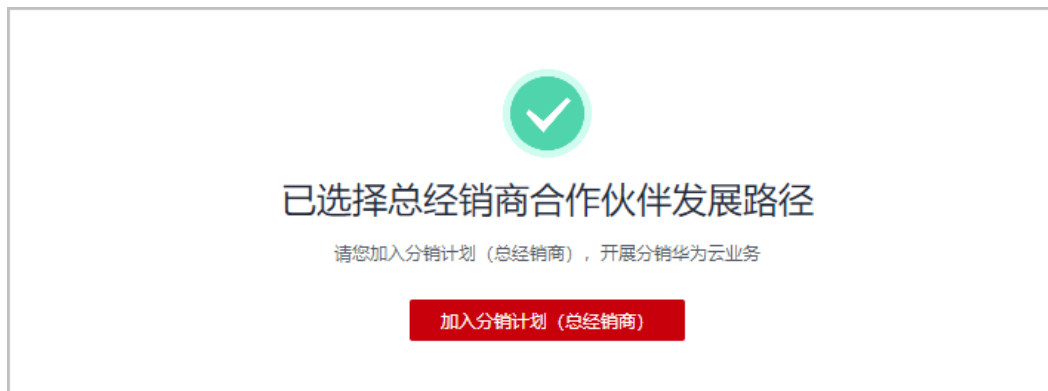 已选择总经销商合作伙伴发展路径
请您加入分销计划（总经销商），开展分销华为云业务
加入分销计划（总经销商）